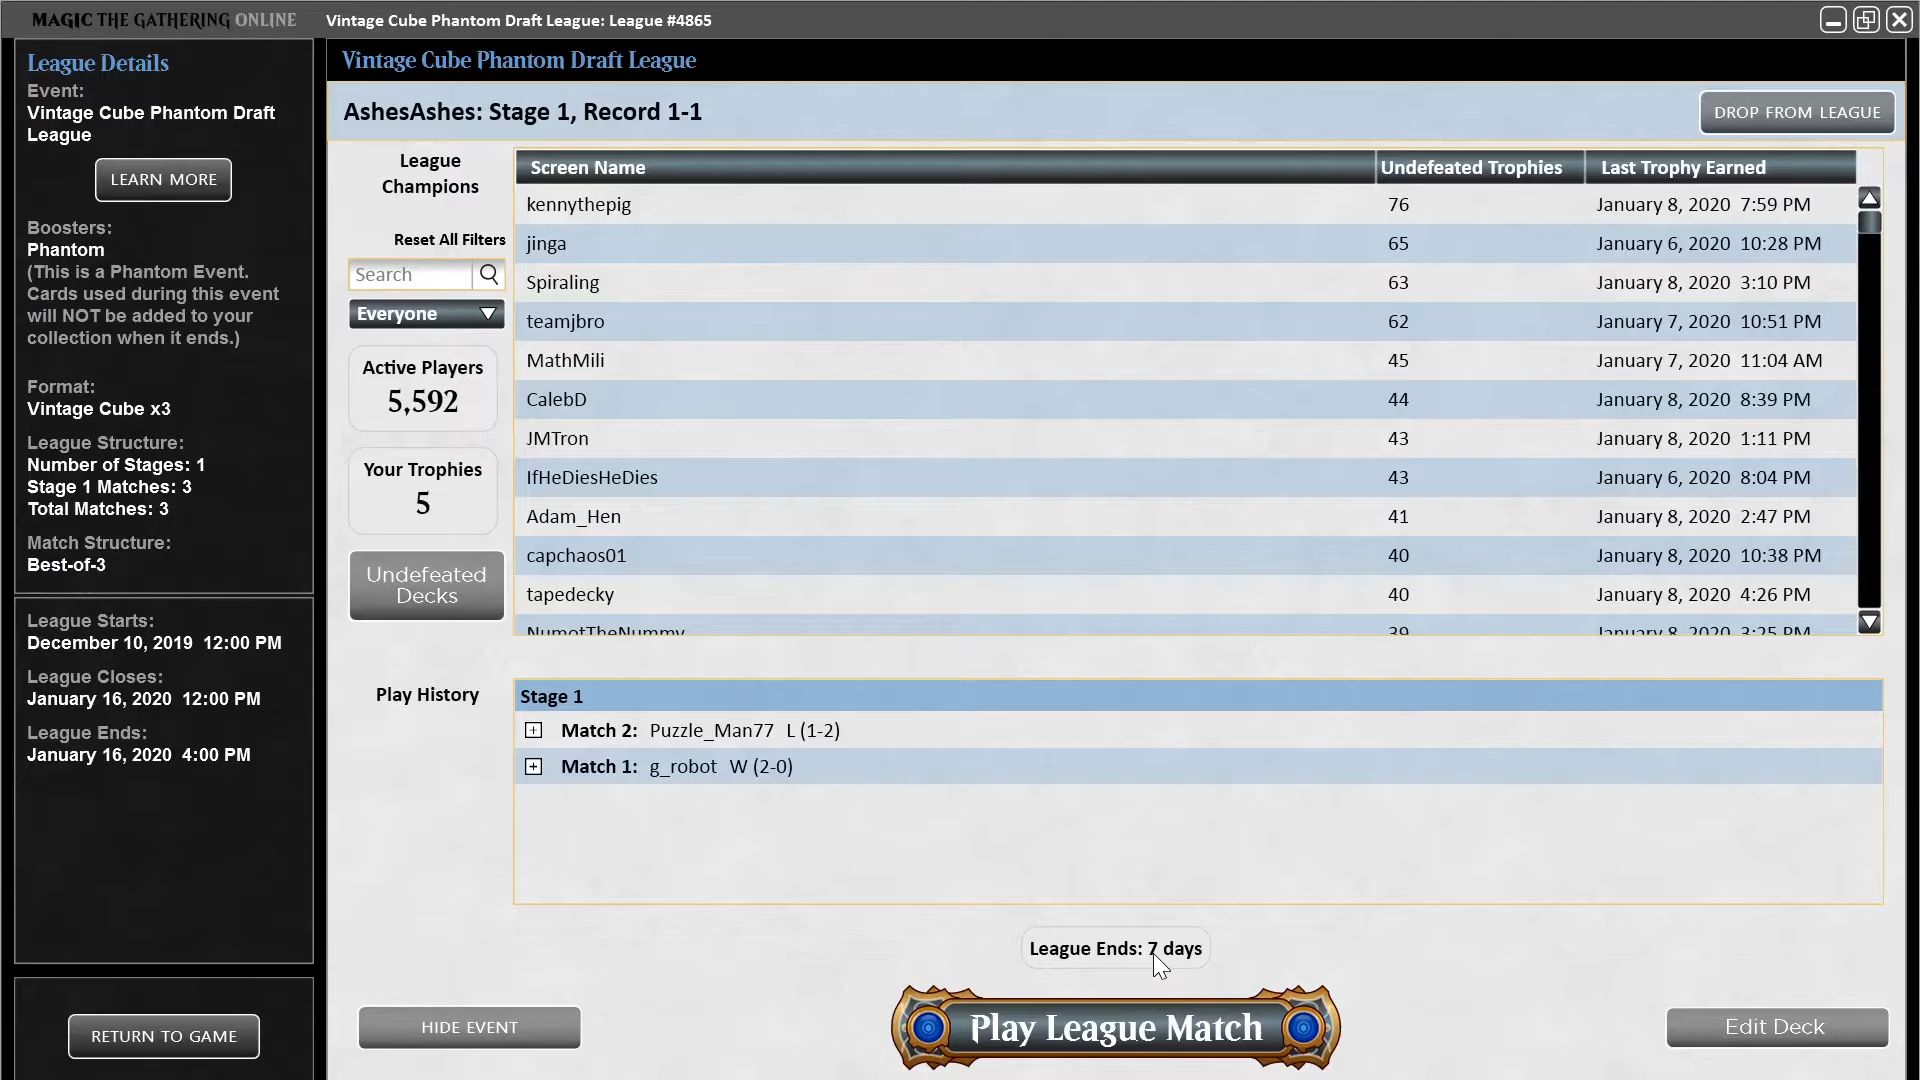 MAGIC THE GATHERING ONLINE
Vintage Cube Phantom Draft League: League #4865
League Details
Event:
Vintage Cube Phantom Draft
League
LEARN MORE
Boosters:
Phantom
(This is a Phantom Event.
Cards used during this event
will NOT be added to your
collection when it ends.)
Format:
Vintage Cube x3
League Structure:
Number of Stages: 1
Stage 1 Matches: 3
Total Matches: 3
Match Structure:
Best-of-3
League Starts:
December 10, 2019 12:00 PM
League Closes:
January 16, 2020 12:00 PM
League Ends:
January 16, 2020 4:00 PM
RETURN TO GAME
Vintage Cube Phantom Draft League
AshesAshes: Stage 1, Record 1-1
DROP FROM LEAGUE
League
Champions
Reset All Filters
Search
Everyone
Active Players
5,592
Your Trophies
5
Undefeated
Decks
Screen Name Undefeated Trophies Last Trophy Earned
kennythepig 76 January 8, 2020 7:59 PM
jinga 65 January 6, 2020 10:28 PM
Spiraling 63 January 8, 2020 3:10 PM
teamjbro 62 January 7, 2020 10:51 PM
MathMili 45 January 7, 2020 11:04 AM
CalebD 44 January 8, 2020 8:39 PM
JMTron 43 January 8, 2020 1:11 PM
IfHeDiesHeDies 43 January 6, 2020 8:04 PM
Adam_Hen 41 January 8, 2020 2:47 PM
capchaos01 40 January 8, 2020 10:38 PM
tapedecky 40 January 8, 2020 4:26 PM
NumotTheNummy 39 January 8, 2020 3:25 PM
Play History
Stage 1
Match 2: Puzzle_Man77 L (1-2)
Match 1: g_robot W (2-0)
League Ends: 7 days
HIDE EVENT
Play League Match
Edit Deck